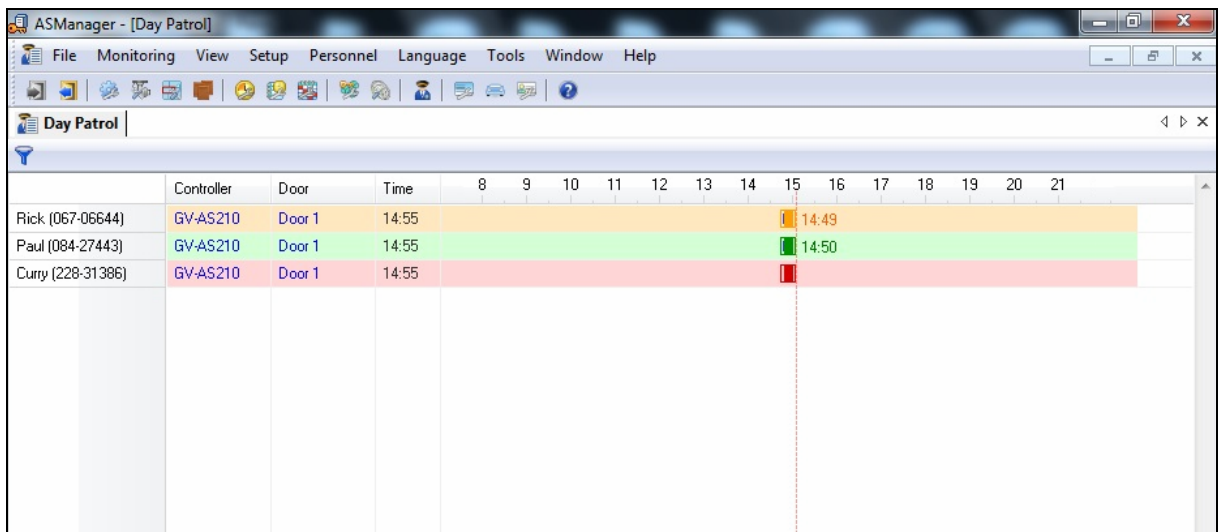 ASManager - [Day Patrol]
File Monitoring View Setup Personnel Language Tools Window Help
Day Patrol
Controller Door Time 8 9 10 11 12 13 14 15 16 17 18 19 20 21
Rick (067-06644) GV-AS210 Door 1 14:55 14:49
Paul (084-27443) GV-AS210 Door 1 14:55 14:50
Curry (228-31386) GV-AS210 Door 1 14:55